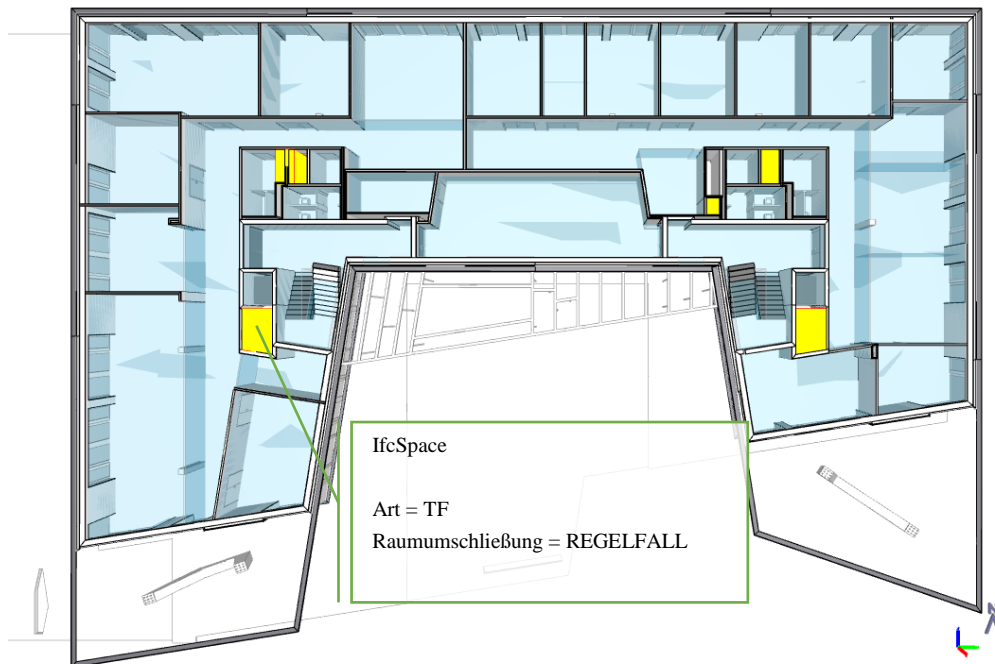 IfcSpace
Art = TF
Raumumschließung = REGELFALL